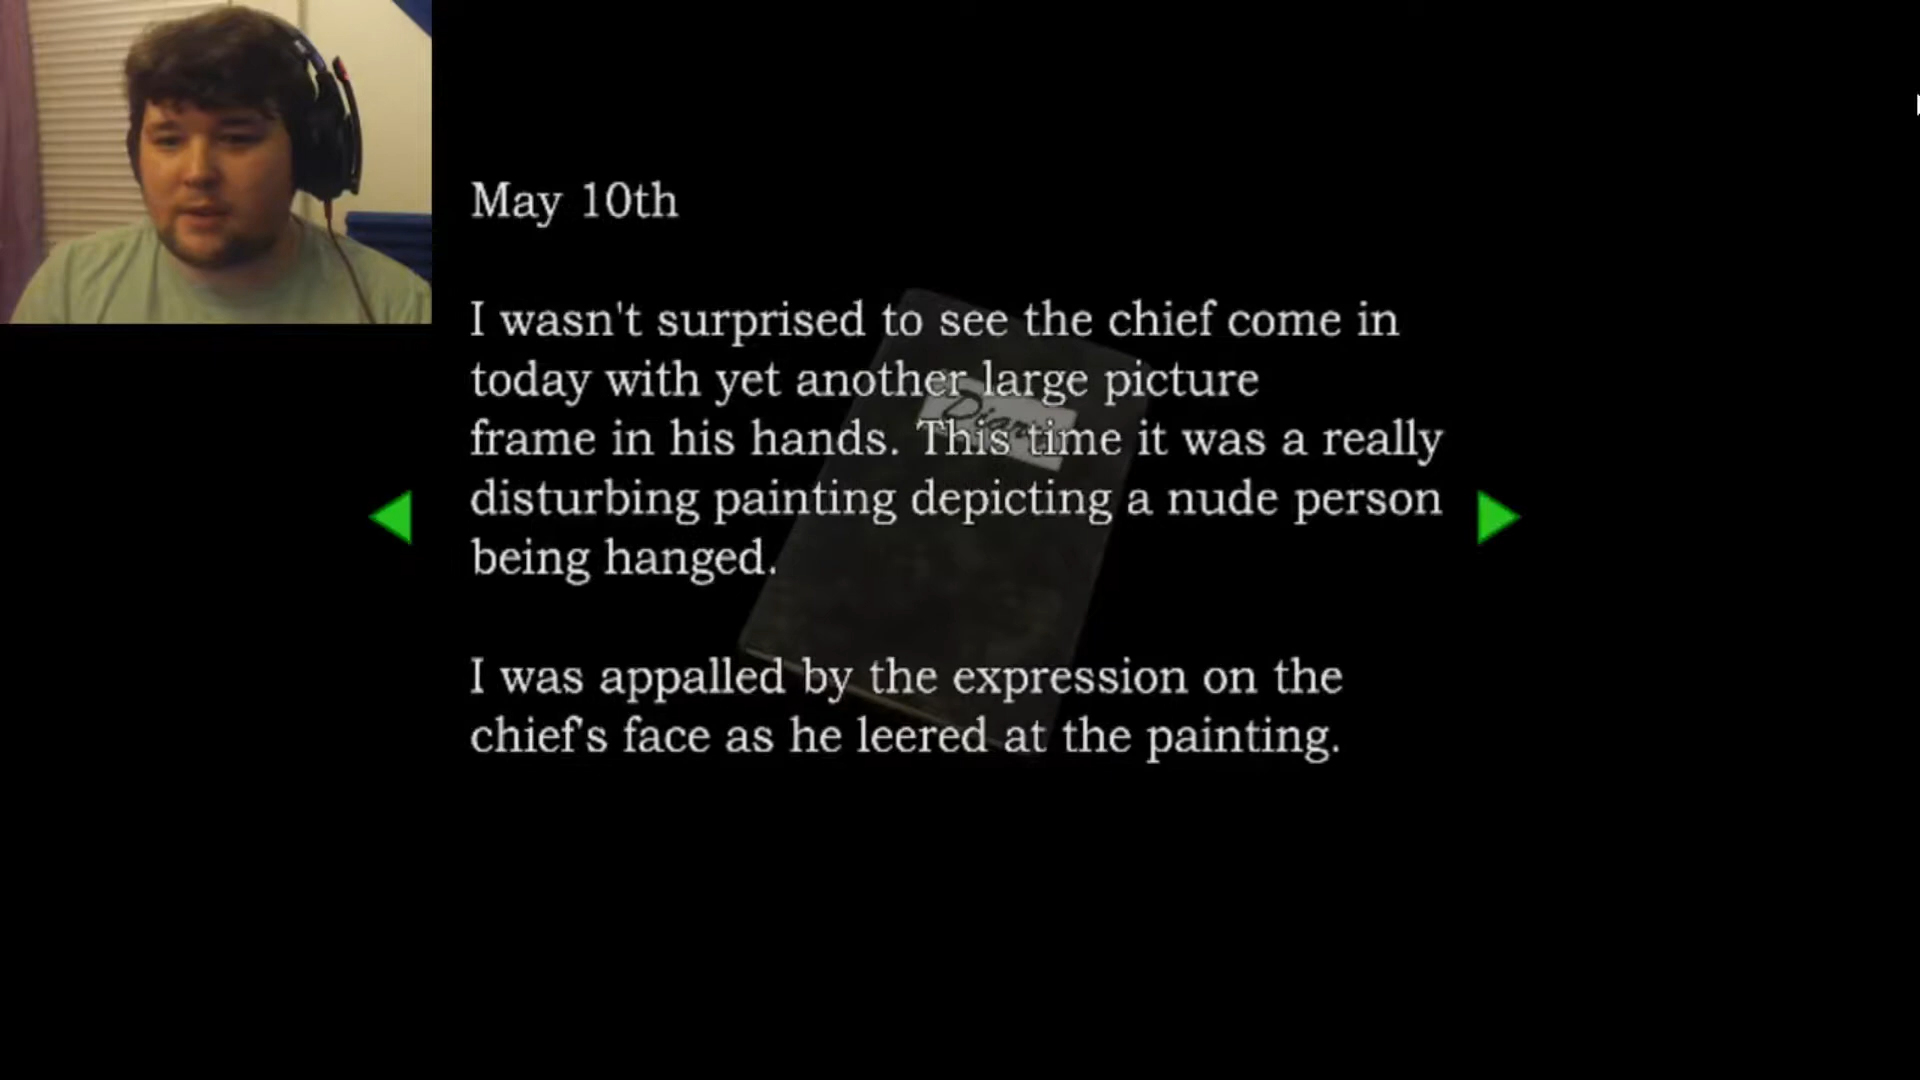 May 10th
I wasn't surprised to see the chief come in
today with yet another large picture
frame in his hands. This time it was a really
disturbing painting depicting a nude person
being hanged.
I was appalled by the expression on the
chief's face as he leered at the painting.
Diary